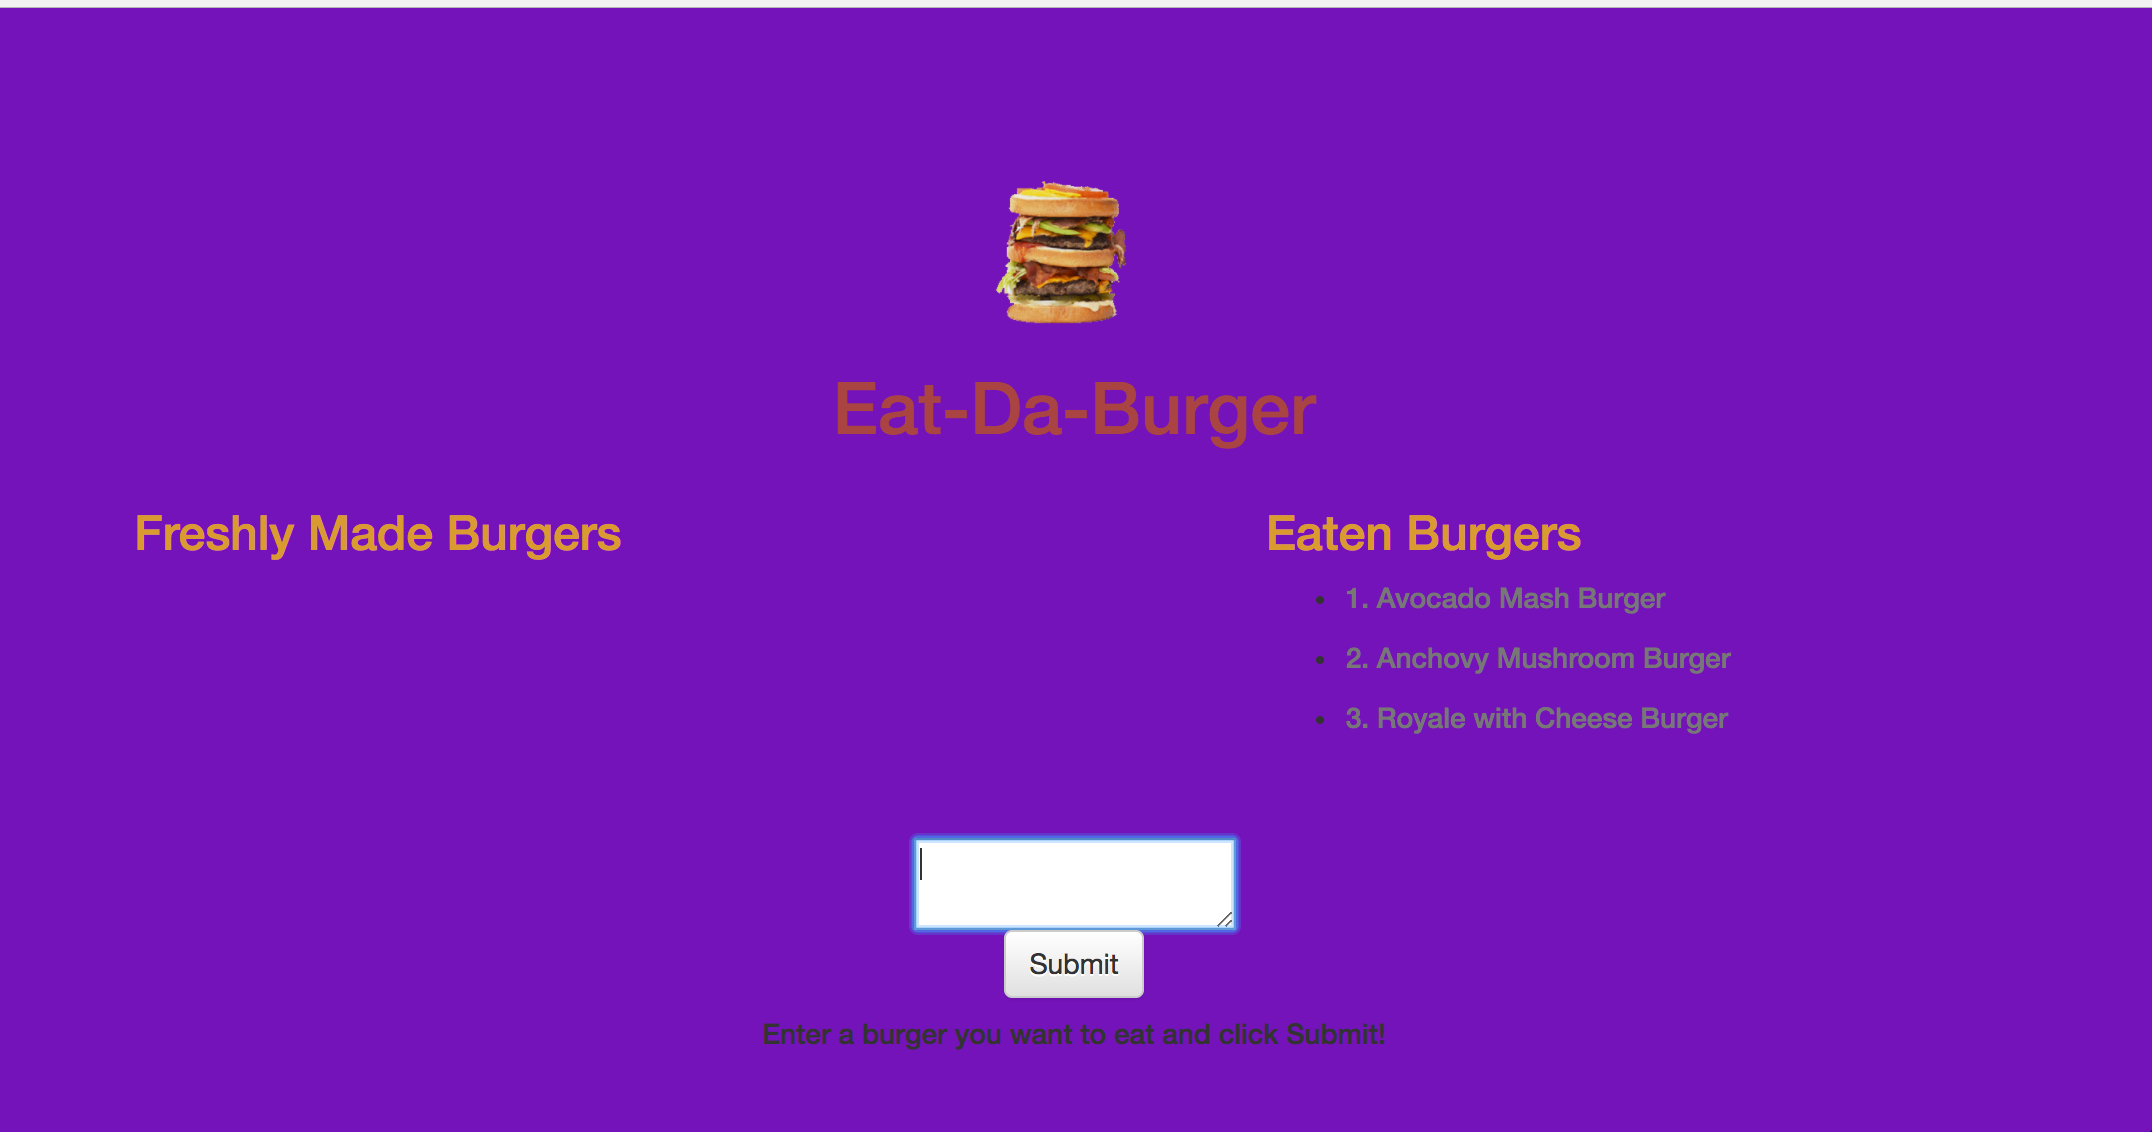 Eat-Da-Burger
Freshly Made Burgers
Eaten Burgers
1. Avocado Mash Burger
2. Anchovy Mushroom Burger
3. Royale with Cheese Burger
Submit
Enter a burger you want to eat and click Submit!